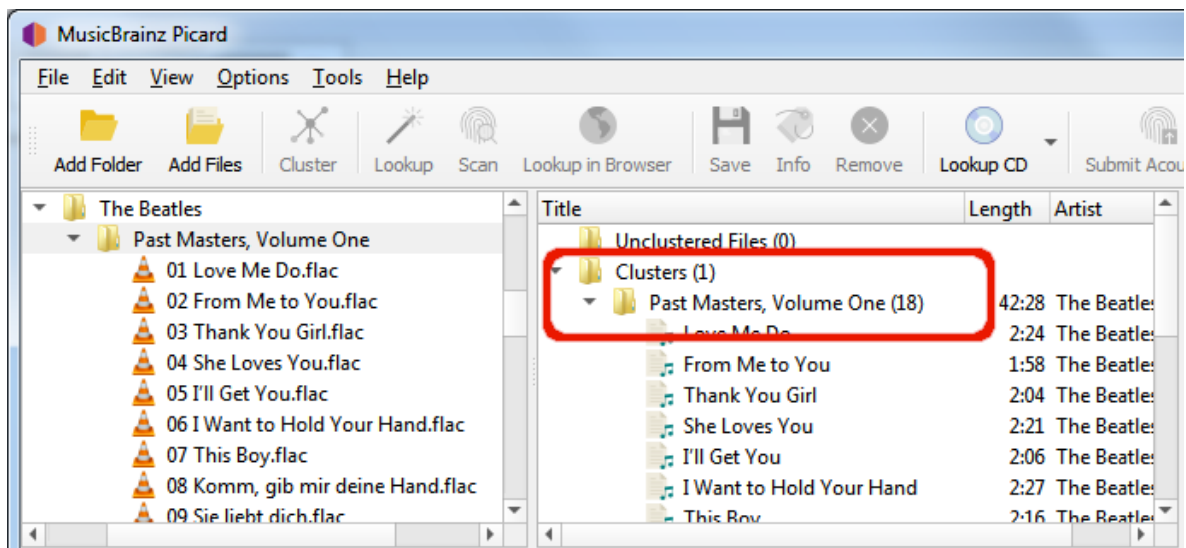 MusicBrainz Picard
File Edit View Options Tools Help
Add Folder Add Files Cluster Lookup Scan Lookup in Browser Save Info Remove Lookup CD Submit Acou
The Beatles
Past Masters, Volume One
01 Love Me Do.flac
02 From Me to You.flac
03 Thank You Girl.flac
04 She Loves You.flac
05 I'll Get You.flac
06 I Want to Hold Your Hand.flac
07 This Boy.flac
08 Komm, gib mir deine Hand.flac
09 Sie liebt dich.flac
Title Length Artist
Unclustered Files (0)
Clusters (1)
Past Masters, Volume One (18) 42:28 The Beatles
Love Me Do 2:24 The Beatles
From Me to You 1:58 The Beatles
Thank You Girl 2:04 The Beatles
She Loves You 2:21 The Beatles
I'll Get You 2:06 The Beatles
I Want to Hold Your Hand 2:27 The Beatles
This Boy 2:16 The Beatles